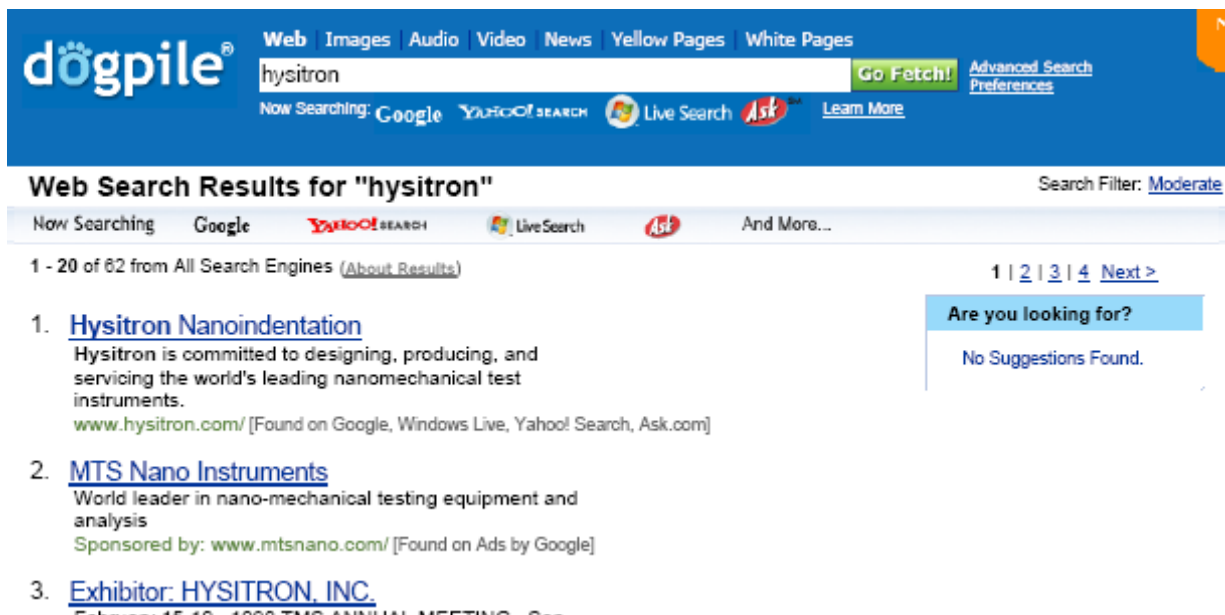 dögpile®
Web | Images | Audio | Video | News | Yellow Pages | White Pages
hysitron
Go Fetch!
Advanced Search
Preferences
Now Searching: Google YAHOO! SEARCH Live Search Ask Learn More
Web Search Results for "hysitron"
Search Filter: Moderate
Now Searching Google YAHOO! SEARCH Live Search Ask And More...
1 - 20 of 62 from All Search Engines (About Results)
1 | 2 | 3 | 4 Next >
Are you looking for?
No Suggestions Found.
1. Hysitron Nanoindentation
Hysitron is committed to designing, producing, and
servicing the world's leading nanomechanical test
instruments.
www.hysitron.com/ [Found on Google, Windows Live, Yahoo! Search, Ask.com]
2. MTS Nano Instruments
World leader in nano-mechanical testing equipment and
analysis
Sponsored by: www.mtsnano.com/ [Found on Ads by Google]
3. Exhibitor: HYSITRON, INC.
TMS ANNUAL MEETING